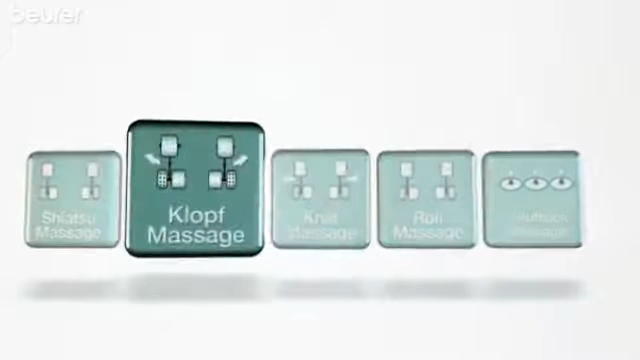 beurer
Shiatsu
Massage
Klopf
Massage
Knet
Massage
Roll
Massage
Massage